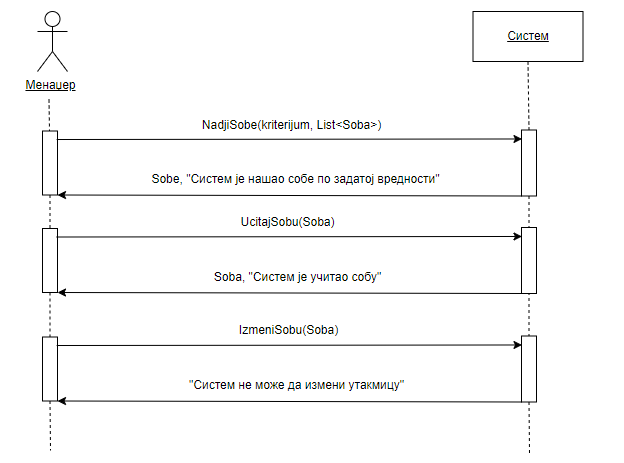 Систем
Менаџер
NadjiSobe(kriterijum, List<Soba>)
Sobe, "Систем је нашао собе по задатој вредности"
UcitajSobu(Soba)
Soba, "Систем је учитао собу"
IzmeniSobu(Soba)
"Систем не може да измени утакмицу"